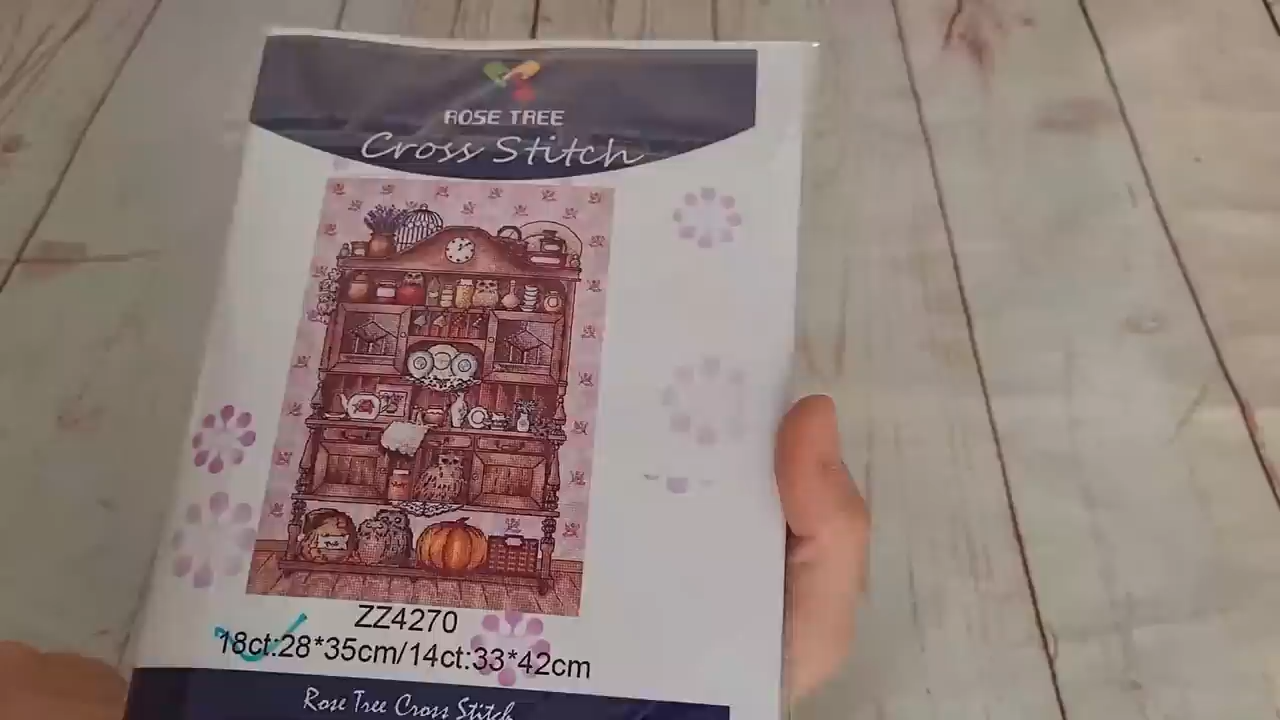 ROSE TREE
Cross Stitch
ZZ4270
18ct:28*35cm/14ct:33*42cm
Rose Tree Cross Stitch